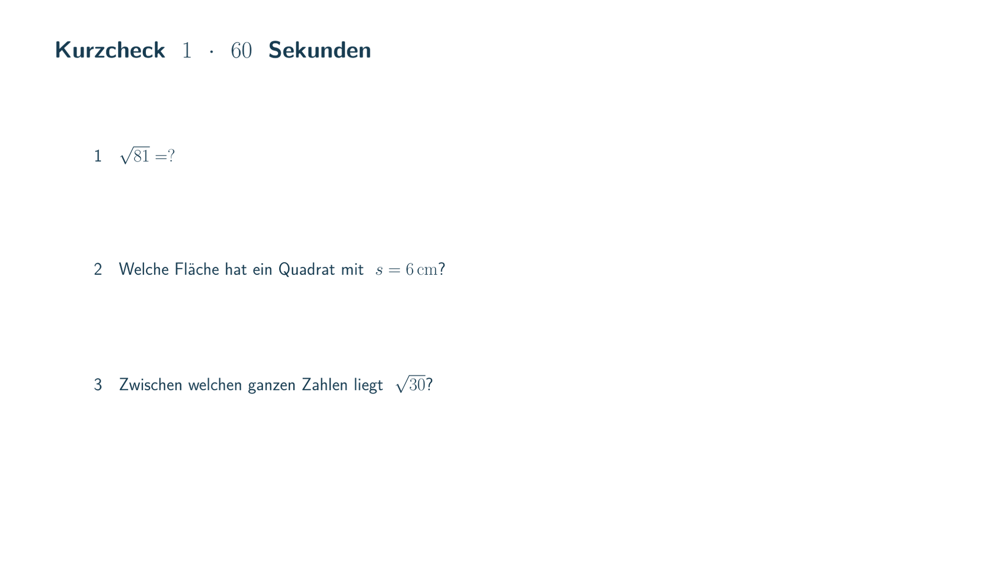 Kurzcheck 1 · 60 Sekunden
1 √81 =?
2 Welche Fläche hat ein Quadrat mit s = 6 cm?
3 Zwischen welchen ganzen Zahlen liegt √30?